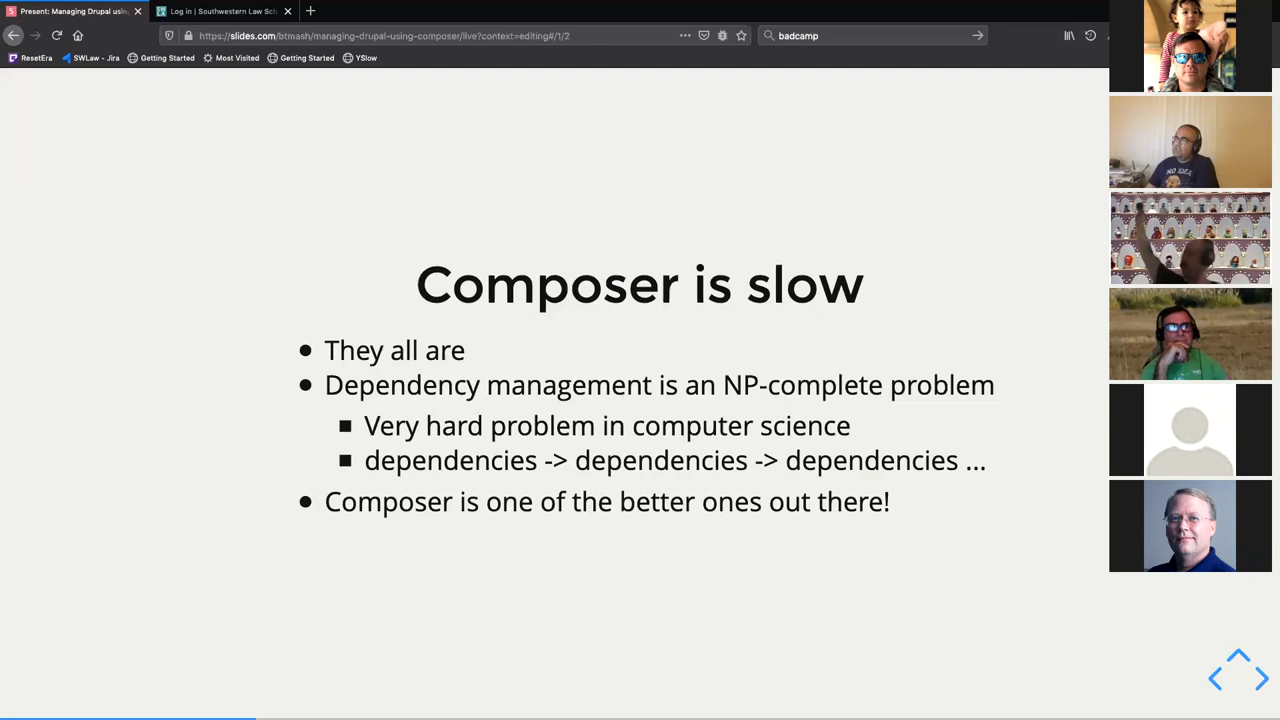 Present: Managing Drupal usin
Log in | Southwestern Law Sch
https://slides.com/btmash/managing-drupal-using-composer/live?context=editing#/1/2
badcamp
ResetEra
SWLaw - Jira
Getting Started
Most Visited
Getting Started
YSlow
Composer is slow
They all are
Dependency management is an NP-complete problem
Very hard problem in computer science
dependencies -> dependencies -> dependencies ...
Composer is one of the better ones out there!
NO IDEA